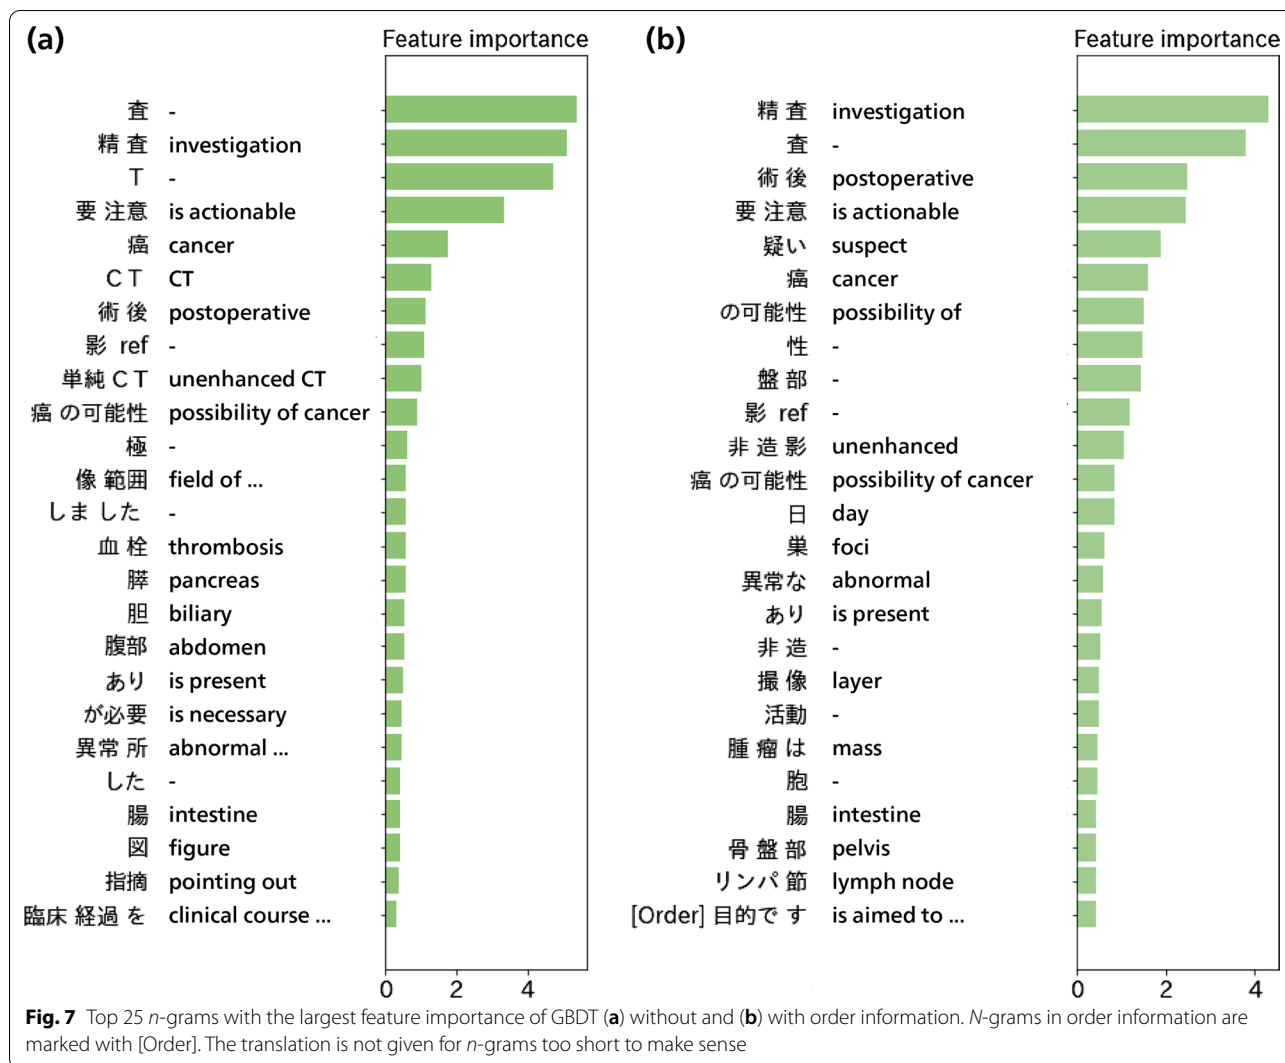 (a)
Feature importance
査 -
精 査 investigation
T -
要 注意 is actionable
癌 cancer
C T CT
術 後 postoperative
影 ref -
単純 C T unenhanced CT
癌 の可能性 possibility of cancer
極 -
像 範囲 field of ...
しま した -
血 栓 thrombosis
膵 pancreas
胆 biliary
腹部 abdomen
あり is present
が必要 is necessary
異常 所 abnormal ...
した -
腸 intestine
図 figure
指摘 pointing out
臨床 経過 を clinical course ...
0 2 4
(b)
Feature importance
精 査 investigation
査 -
術 後 postoperative
要 注意 is actionable
疑い suspect
癌 cancer
の可能性 possibility of
性 -
盤 部 -
影 ref -
非 造 影 unenhanced
癌 の可能性 possibility of cancer
日 day
巣 foci
異常な abnormal
あり is present
非 造 -
撮 像 layer
活動 -
腫 瘤 は mass
胞 -
腸 intestine
骨 盤 部 pelvis
リンパ 節 lymph node
[Order] 目的で す is aimed to ...
0 2 4
Fig. 7 Top 25 n-grams with the largest feature importance of GBDT (a) without and (b) with order information. N-grams in order information are
marked with [Order]. The translation is not given for n-grams too short to make sense